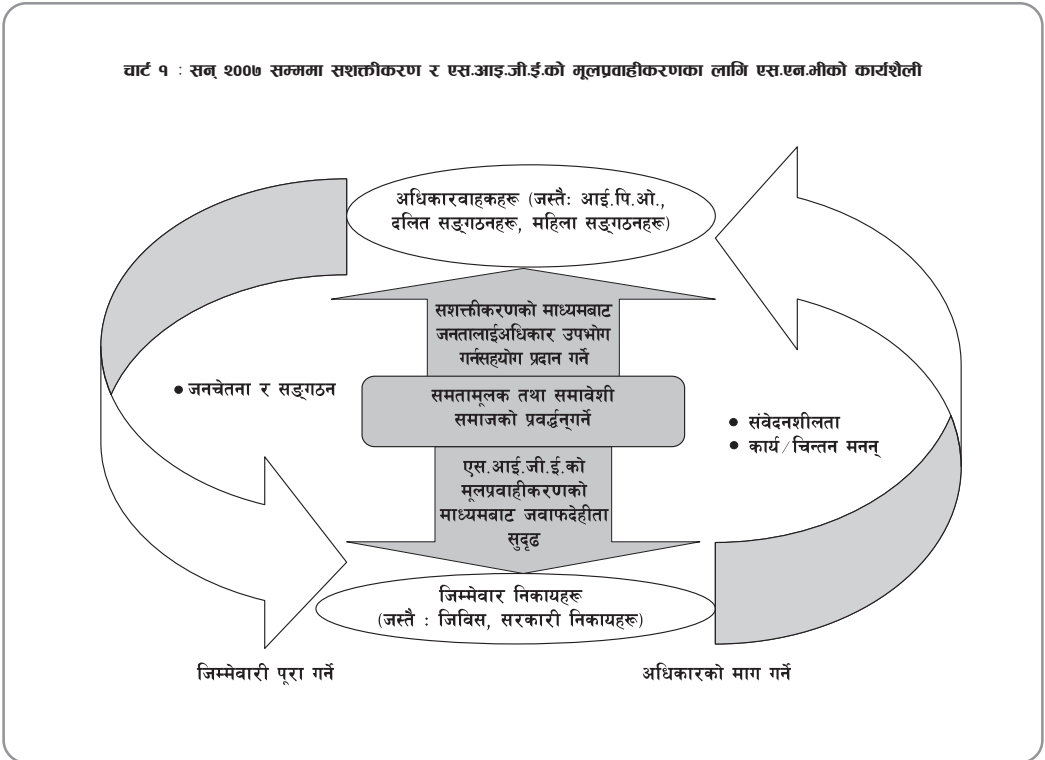 चार्ट १ : सन् २००७ सम्ममा सशक्तीकरण र एस.आइ.जी.ई.को मूलप्रवाहीकरणका लागि एस.एन.भीको कार्यशैली
अधिकारवाहकहरू (जस्तैः आई.पि.ओ.,
दलित सङ्गठनहरू, महिला सङ्गठनहरू)
सशक्तीकरणको माध्यमबाट
जनतालाईअधिकार उपभोग
गर्नसहयोग प्रदान गर्ने
• जनचेतना र सङ्गठन
समतामूलक तथा समावेशी
समाजको प्रवर्द्धन्गर्ने
• संवेदनशीलता
• कार्य/चिन्तन मनन्
एस.आई.जी.ई.को
मूलप्रवाहीकरणको
माध्यमबाट जवाफदेहीता
सुदृढ
जिम्मेवार निकायहरू
(जस्तै : जिविस, सरकारी निकायहरू)
जिम्मेवारी पूरा गर्ने
अधिकारको माग गर्ने